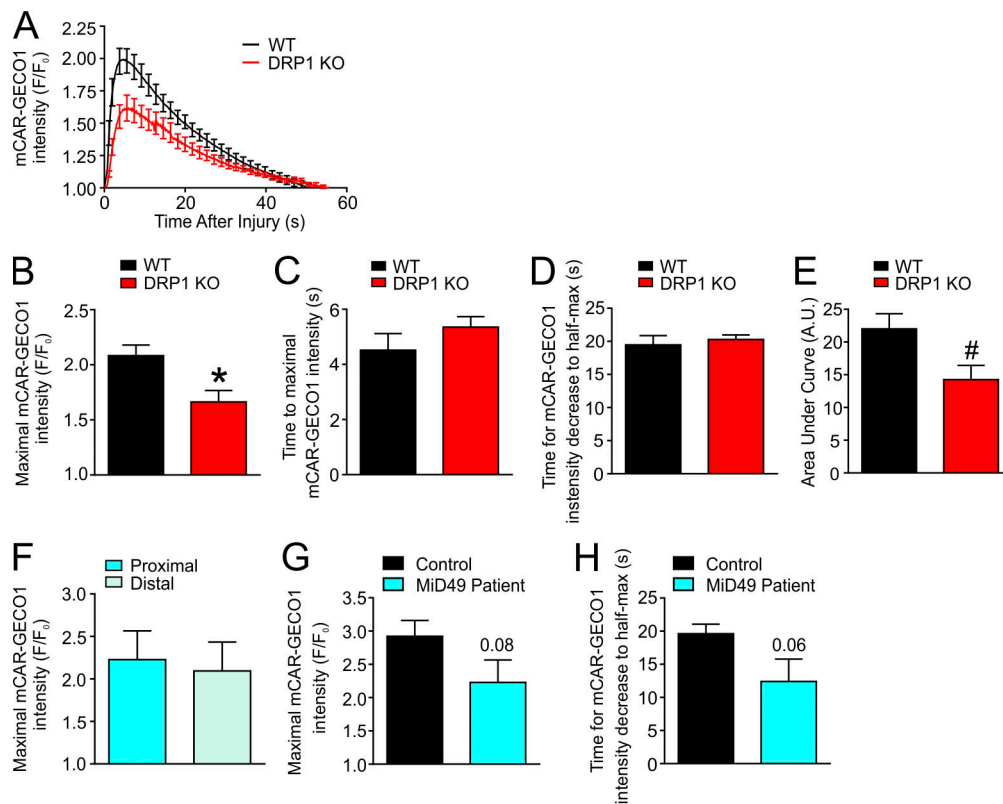 A
mCAR-GECO1
intensity (F/F₀)
2.25
2.00
1.75
1.50
1.25
1.00
WT
DRP1 KO
0
20
40
60
Time After Injury (s)
B
WT
DRP1 KO
Maximal mCAR-GECO1
intensity (F/F₀)
2.5
2.0
1.5
1.0
*
C
WT
DRP1 KO
Time to maximal
mCAR-GECO1 intensity (s)
6
4
2
0
D
WT
DRP1 KO
Time for mCAR-GECO1
instensity decrease to half-max (s)
25
20
15
10
5
0
E
WT
DRP1 KO
Area Under Curve (A.U.)
25
20
15
10
5
0
#
F
Proximal
Distal
Maximal mCAR-GECO1
intensity (F/F₀)
3.0
2.5
2.0
1.5
1.0
G
Control
MiD49 Patient
Maximal mCAR-GECO1
intensity (F/F₀)
3.5
3.0
2.5
2.0
1.5
1.0
0.08
H
Control
MiD49 Patient
Time for mCAR-GECO1
intensity decrease to half-max (s)
25
20
15
10
5
0
0.06